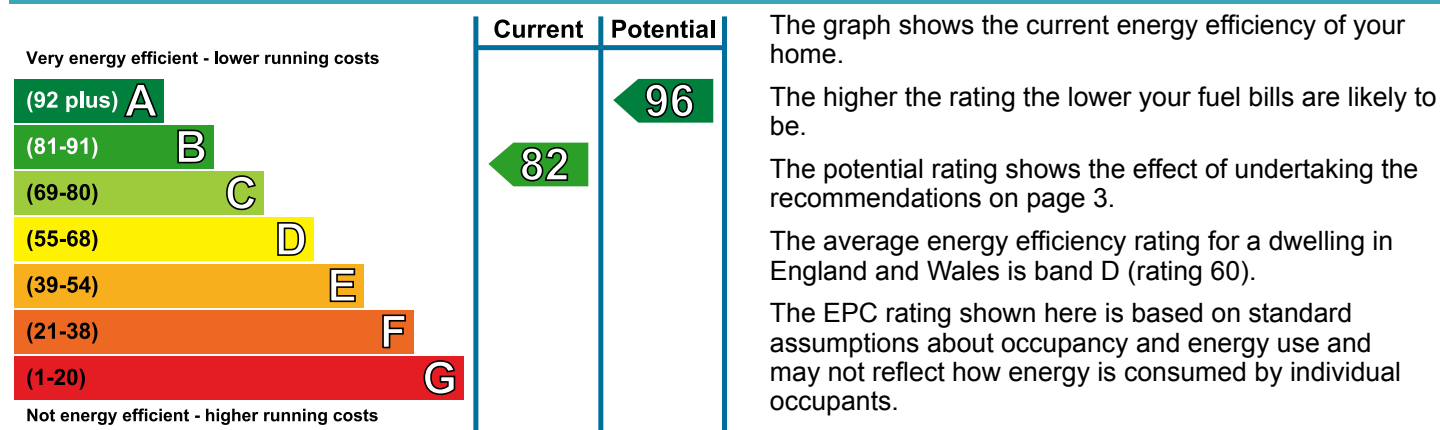 Current Potential
Very energy efficient - lower running costs
(92 plus) A
96
(81-91) B
82
(69-80) C
(55-68) D
(39-54) E
(21-38) F
(1-20) G
Not energy efficient - higher running costs
The graph shows the current energy efficiency of your
home.
The higher the rating the lower your fuel bills are likely to
be.
The potential rating shows the effect of undertaking the
recommendations on page 3.
The average energy efficiency rating for a dwelling in
England and Wales is band D (rating 60).
The EPC rating shown here is based on standard
assumptions about occupancy and energy use and
may not reflect how energy is consumed by individual
occupants.